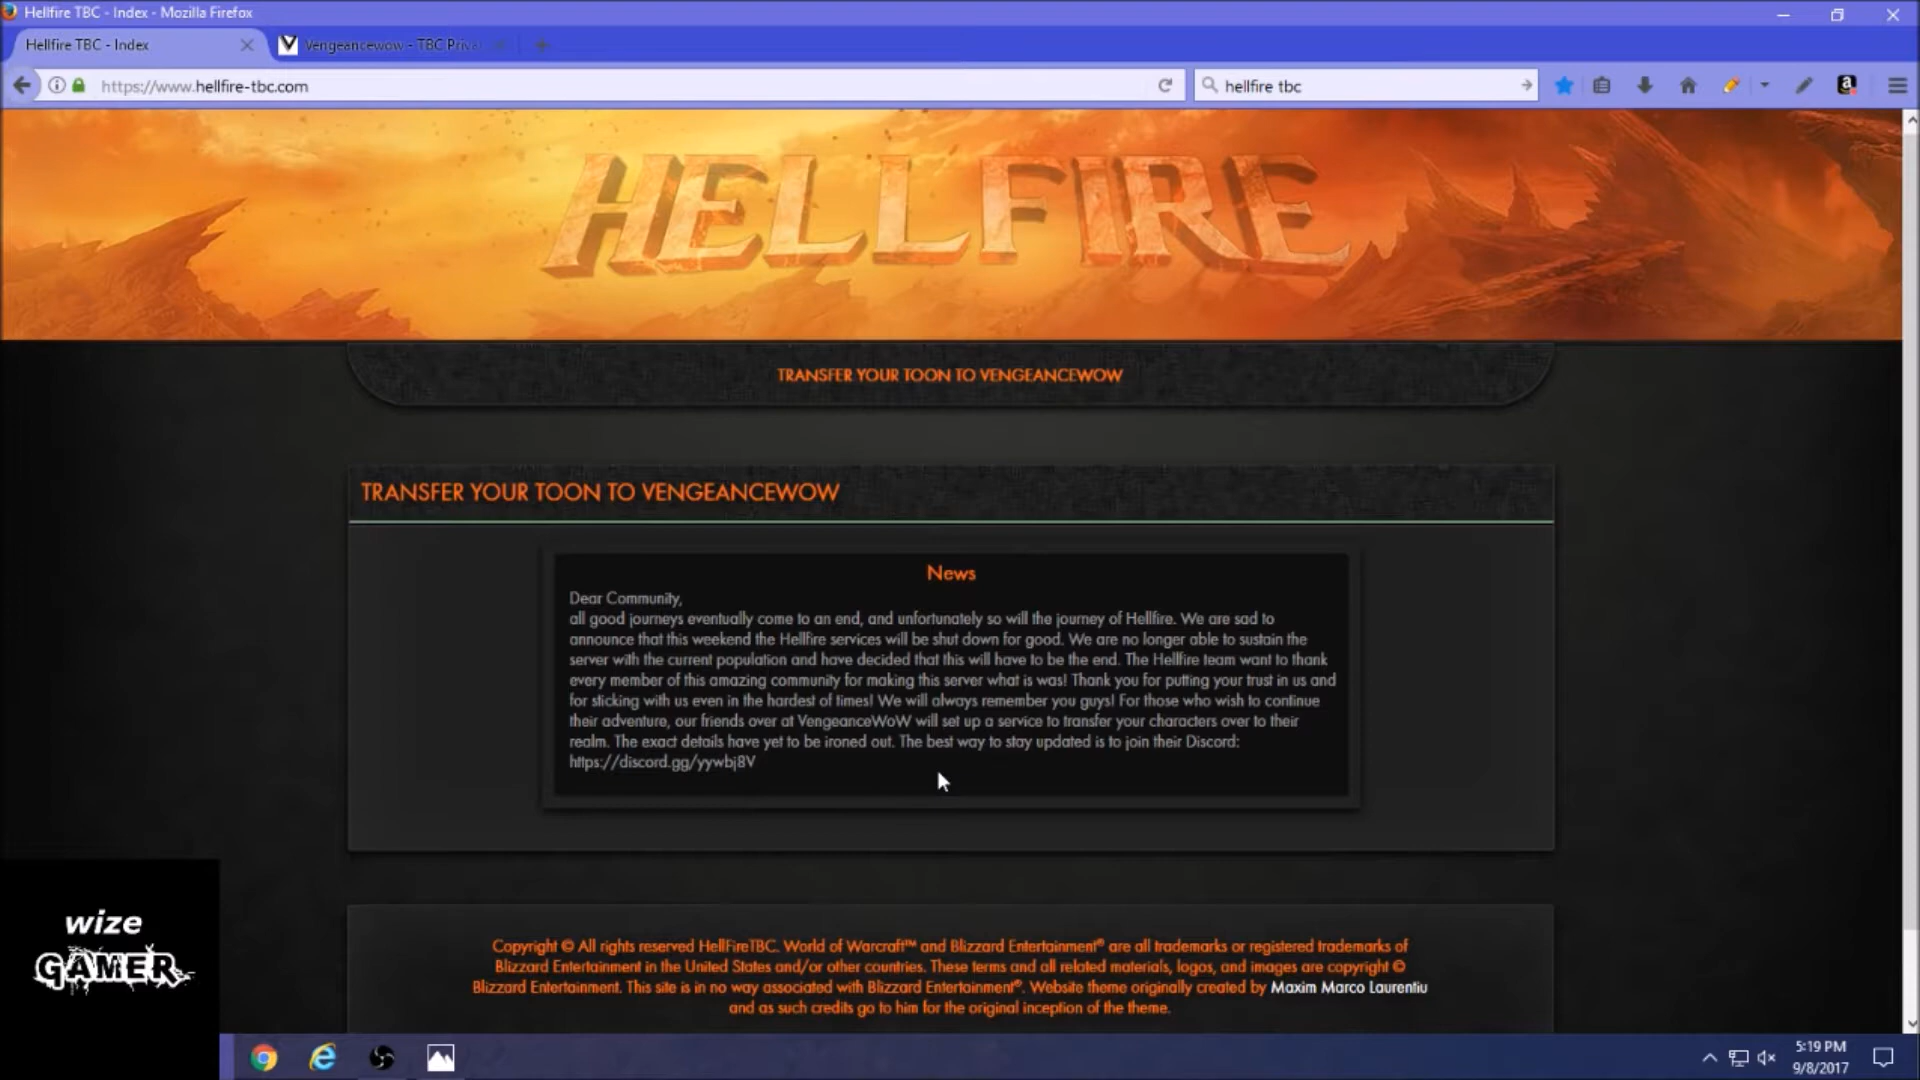 Hellfire TBC - Index - Mozilla Firefox
Hellfire TBC - Index
Vengeancewow - TBC Priva
https://www.hellfire-tbc.com
hellfire tbc
HELLFIRE
TRANSFER YOUR TOON TO VENGEANCEWOW
TRANSFER YOUR TOON TO VENGEANCEWOW
News
Dear Community,
all good journeys eventually come to an end, and unfortunately so will the journey of Hellfire. We are sad to
announce that this weekend the Hellfire services will be shut down for good. We are no longer able to sustain the
server with the current population and have decided that this will have to be the end. The Hellfire team want to thank
every member of this amazing community for making this server what is was! Thank you for putting your trust in us and
for sticking with us even in the hardest of times! We will always remember you guys! For those who wish to continue
their adventure, our friends over at VengeanceWoW will set up a service to transfer your characters over to their
realm. The exact details have yet to be ironed out. The best way to stay updated is to join their Discord:
https://discord.gg/yywbj8V
Copyright © All rights reserved HellFireTBC. World of Warcraft™ and Blizzard Entertainment® are all trademarks or registered trademarks of
Blizzard Entertainment in the United States and/or other countries. These terms and all related materials, logos, and images are copyright ©
Blizzard Entertainment. This site is in no way associated with Blizzard Entertainment®. Website theme originally created by Maxim Marco Laurentiu
and as such credits go to him for the original inception of the theme.
wize
GAMER
5:19 PM
9/8/2017